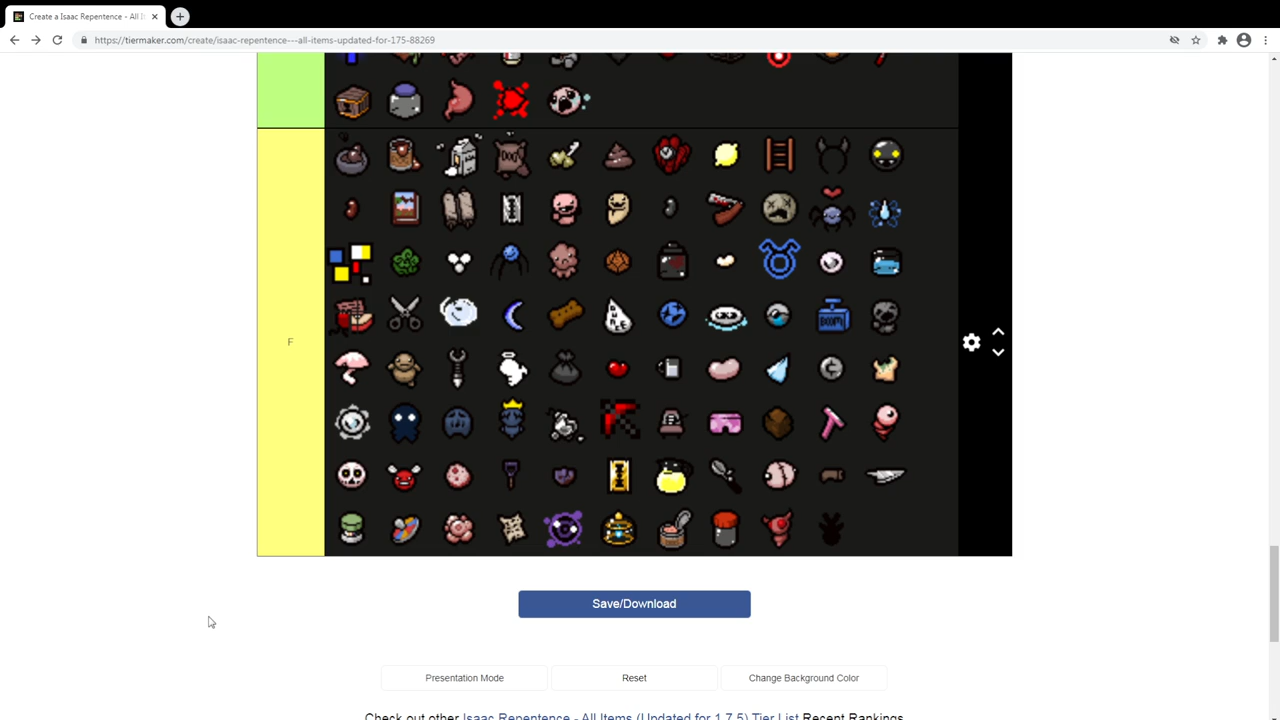 Create a Isaac Repentence - All I
https://tiermaker.com/create/isaac-repentence---all-items-updated-for-175-88269
F
Save/Download
Presentation Mode
Reset
Change Background Color
Check out other Isaac Repentence - All Items (Updated for 1.7.5) Tier List Recent Rankings